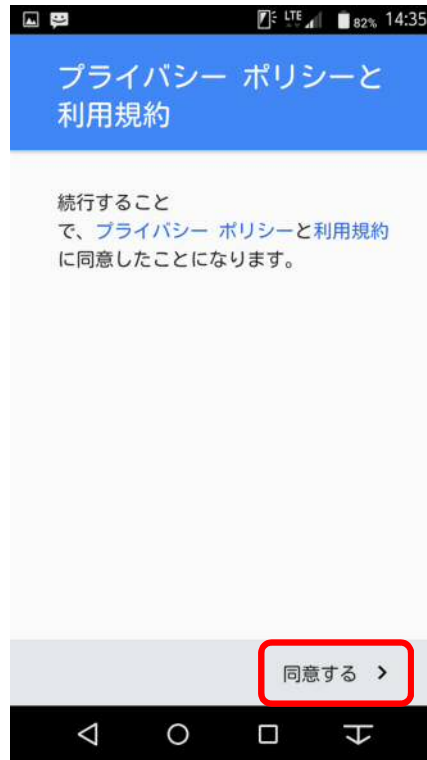 LTE 82% 14:35
プライバシー ポリシーと
利用規約
続行すること
で、プライバシー ポリシーと利用規約
に同意したことになります。
同意する